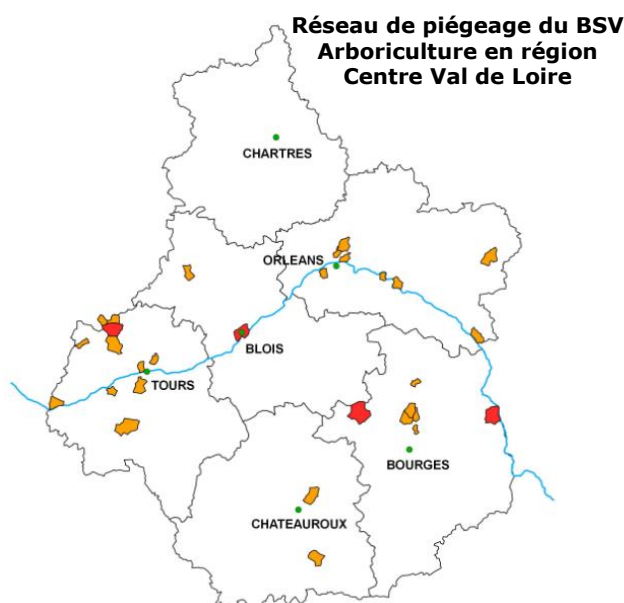 Réseau de piégeage du BSV
Arboriculture en région
Centre Val de Loire
CHARTRES
ORLEANS
BLOIS
TOURS
BOURGES
CHATEAUROUX